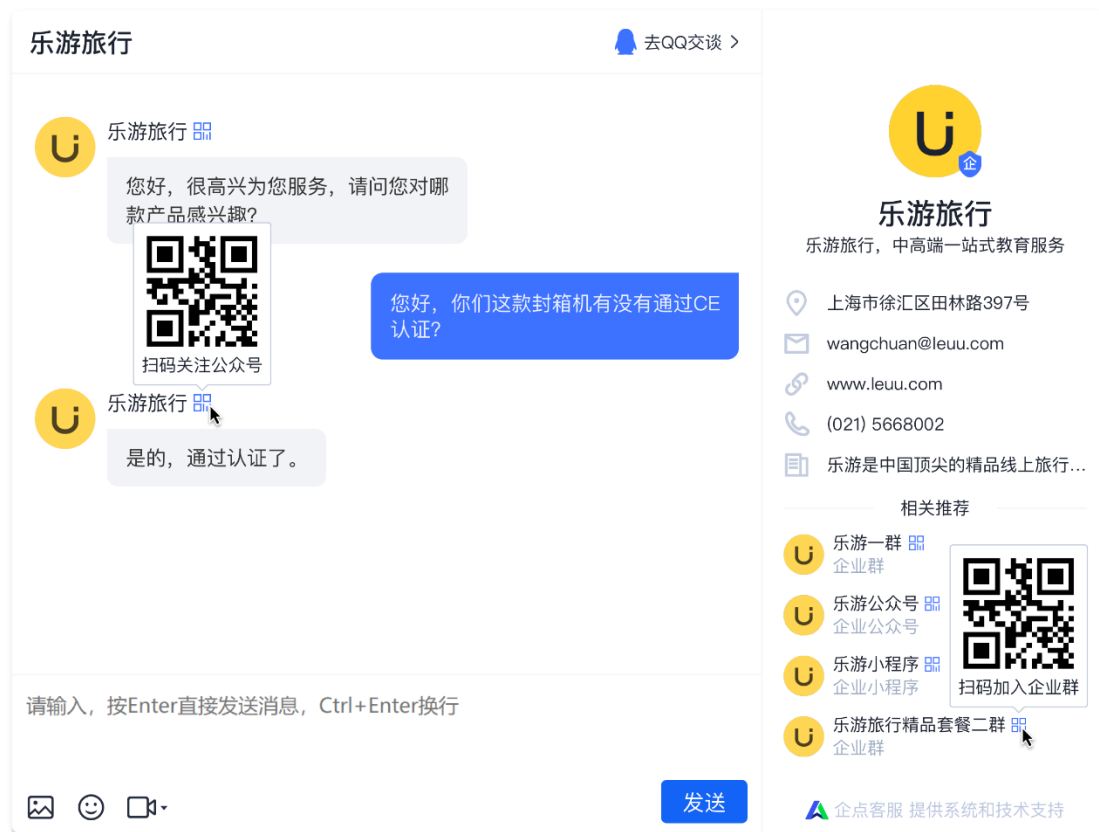 乐游旅行
去QQ交谈
乐游旅行
您好，很高兴为您服务，请问您对哪
款产品感兴趣?
扫码关注公众号
您好，你们这款封箱机有没有通过CE
认证?
乐游旅行
是的，通过认证了。
请输入，按Enter直接发送消息，Ctrl+Enter换行
发送
企
乐游旅行
乐游旅行，中高端一站式教育服务
上海市徐汇区田林路397号
wangchuan@leuu.com
www.leuu.com
(021) 5668002
乐游是中国顶尖的精品线上旅行...
相关推荐
乐游一群
企业群
乐游公众号
企业公众号
乐游小程序
企业小程序
扫码加入企业群
乐游旅行精品套餐二群
企业群
企点客服 提供系统和技术支持